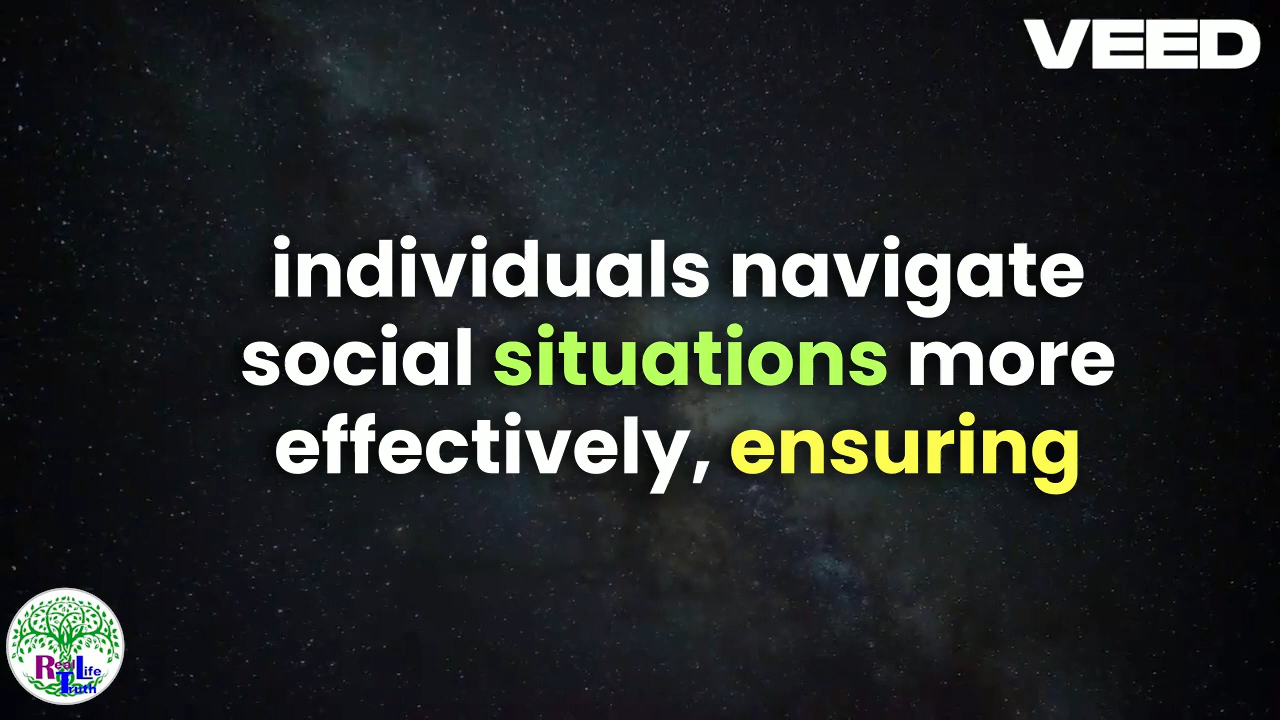 VEED
individuals navigate
social situations more
effectively, ensuring
Real Life
Truth